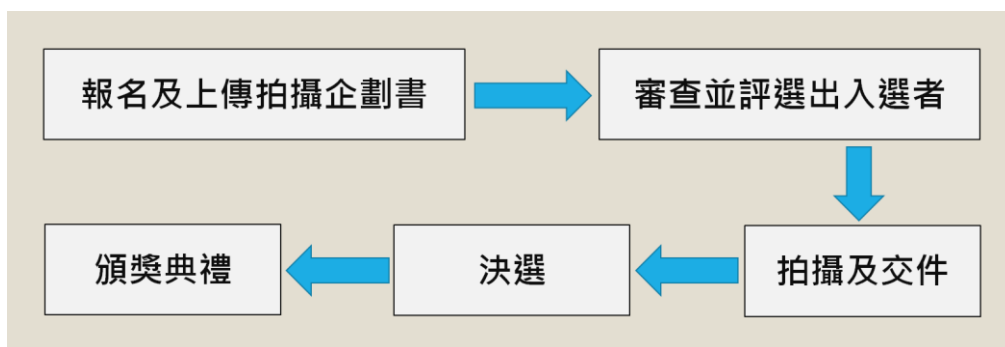 報名及上傳拍攝企劃書
審查並評選出入選者
拍攝及交件
決選
頒獎典禮